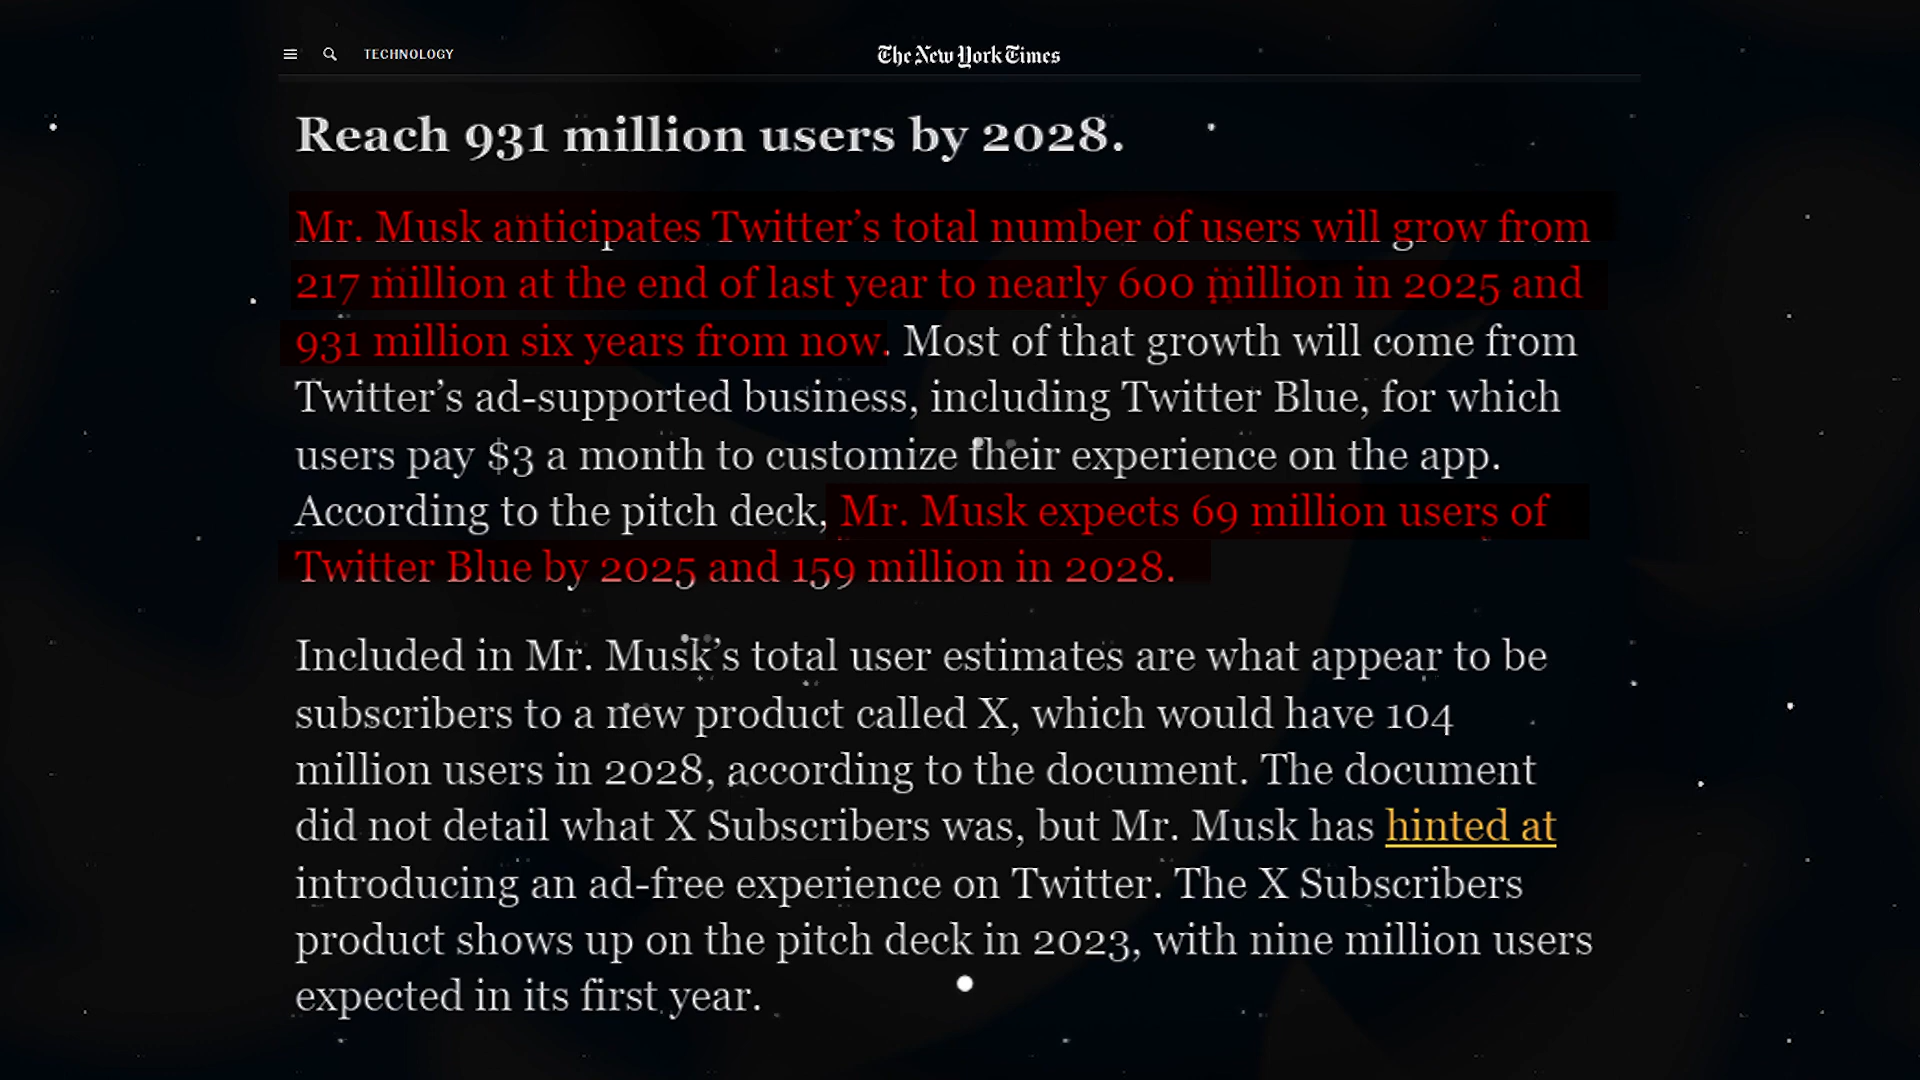 TECHNOLOGY
The New York Times
Reach 931 million users by 2028.
Mr. Musk anticipates Twitter’s total number of users will grow from
217 million at the end of last year to nearly 600 million in 2025 and
931 million six years from now. Most of that growth will come from
Twitter’s ad-supported business, including Twitter Blue, for which
users pay $3 a month to customize their experience on the app.
According to the pitch deck, Mr. Musk expects 69 million users of
Twitter Blue by 2025 and 159 million in 2028.
Included in Mr. Musk’s total user estimates are what appear to be
subscribers to a new product called X, which would have 104
million users in 2028, according to the document. The document
did not detail what X Subscribers was, but Mr. Musk has hinted at
introducing an ad-free experience on Twitter. The X Subscribers
product shows up on the pitch deck in 2023, with nine million users
expected in its first year.